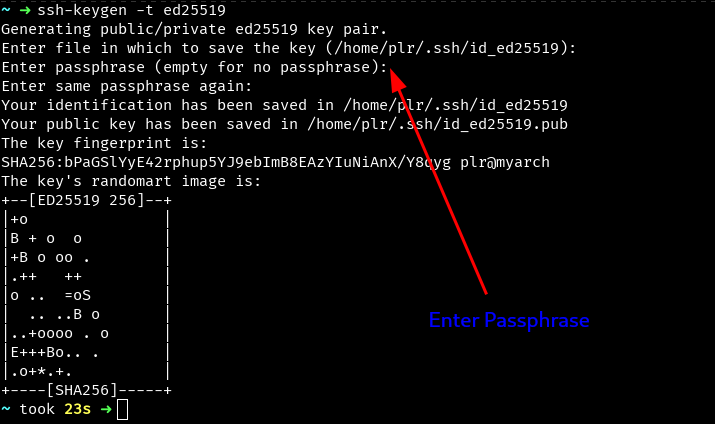 ~ ➜ ssh-keygen -t ed25519
Generating public/private ed25519 key pair.
Enter file in which to save the key (/home/plr/.ssh/id_ed25519):
Enter passphrase (empty for no passphrase):
Enter same passphrase again:
Your identification has been saved in /home/plr/.ssh/id_ed25519
Your public key has been saved in /home/plr/.ssh/id_ed25519.pub
The key fingerprint is:
SHA256:bPaGSlYyE42rphup5YJ9ebImB8EAzYIuNiAnX/Y8qyg plr@myarch
The key's randomart image is:
+--[ED25519 256]--+
|+o               |
|B + o  o         |
|+B o oo .        |
|.++   ++         |
|o ..  =oS        |
|  .. ..B o       |
|..+oooo . o      |
|E+++Bo.. .       |
|.o+*.+.          |
+----[SHA256]-----+
~ took 23s ➜
Enter Passphrase